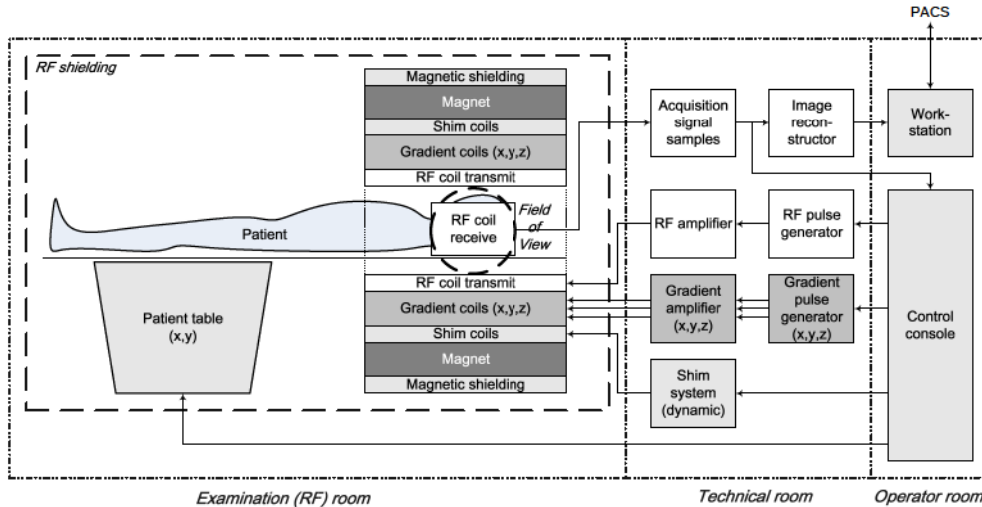 PACS
RF shielding
Magnetic shielding
Magnet
Shim coils
Gradient coils (x,y,z)
RF coil transmit
Acquisition
signal
samples
Image
recon-
structor
Work-
station
Patient
RF coil
receive
Field
of
View
RF amplifier
RF pulse
generator
RF coil transmit
Gradient coils (x,y,z)
Shim coils
Magnet
Magnetic shielding
Patient table
(x,y)
Gradient
amplifier
(x,y,z)
Gradient
pulse
generator
(x,y,z)
Control
console
Shim
system
(dynamic)
Examination (RF) room
Technical room
Operator room